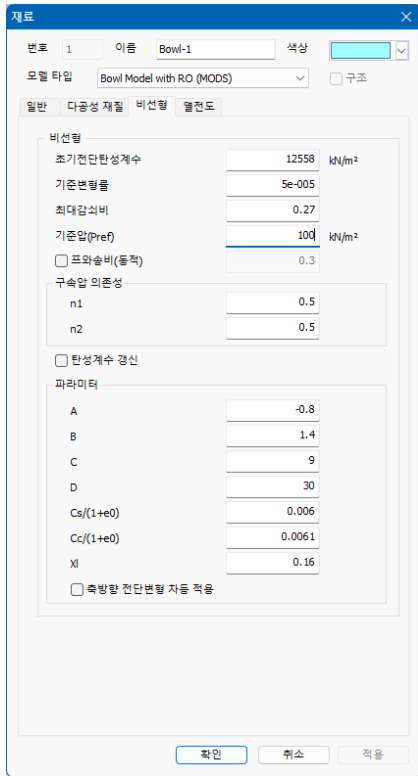 재료
번호 1 이름 Bowl-1 색상
모델 타입 Bowl Model with RO (MODS) 구조
일반 다공성 재질 비선형 열전도
비선형
초기전단탄성계수 12558 kN/m²
기준변형률 5e-005
최대감쇠비 0.27
기준압(Pref) 100 kN/m²
프와송비(동적) 0.3
구속압 의존성
n1 0.5
n2 0.5
탄성계수 갱신
파라미터
A -0.8
B 1.4
C 9
D 30
Cs/(1+e0) 0.006
Cc/(1+e0) 0.0061
Xl 0.16
축방향 전단변형 차등 적용
확인 취소 적용